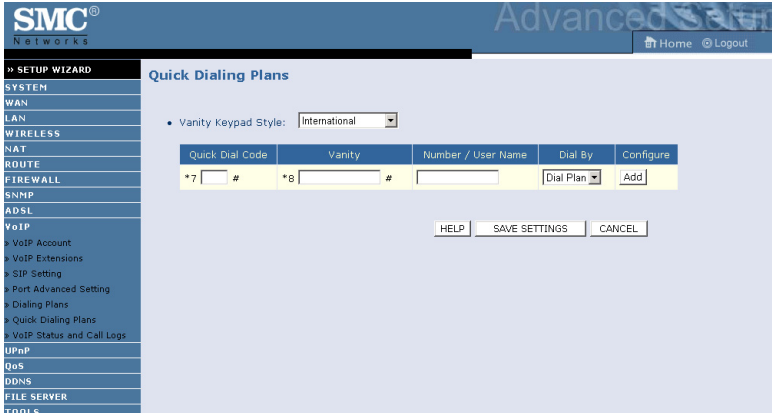 SMC®
Networks
Advanced Setup
Home Logout
» SETUP WIZARD
SYSTEM
WAN
LAN
WIRELESS
NAT
ROUTE
FIREWALL
SNMP
ADSL
VoIP
» VoIP Account
» VoIP Extensions
» SIP Setting
» Port Advanced Setting
» Dialing Plans
» Quick Dialing Plans
» VoIP Status and Call Logs
UPnP
QoS
DDNS
FILE SERVER
TOOLS
Quick Dialing Plans
• Vanity Keypad Style: International
Quick Dial Code Vanity Number / User Name Dial By Configure
*7 # *8 # Dial Plan Add
HELP SAVE SETTINGS CANCEL